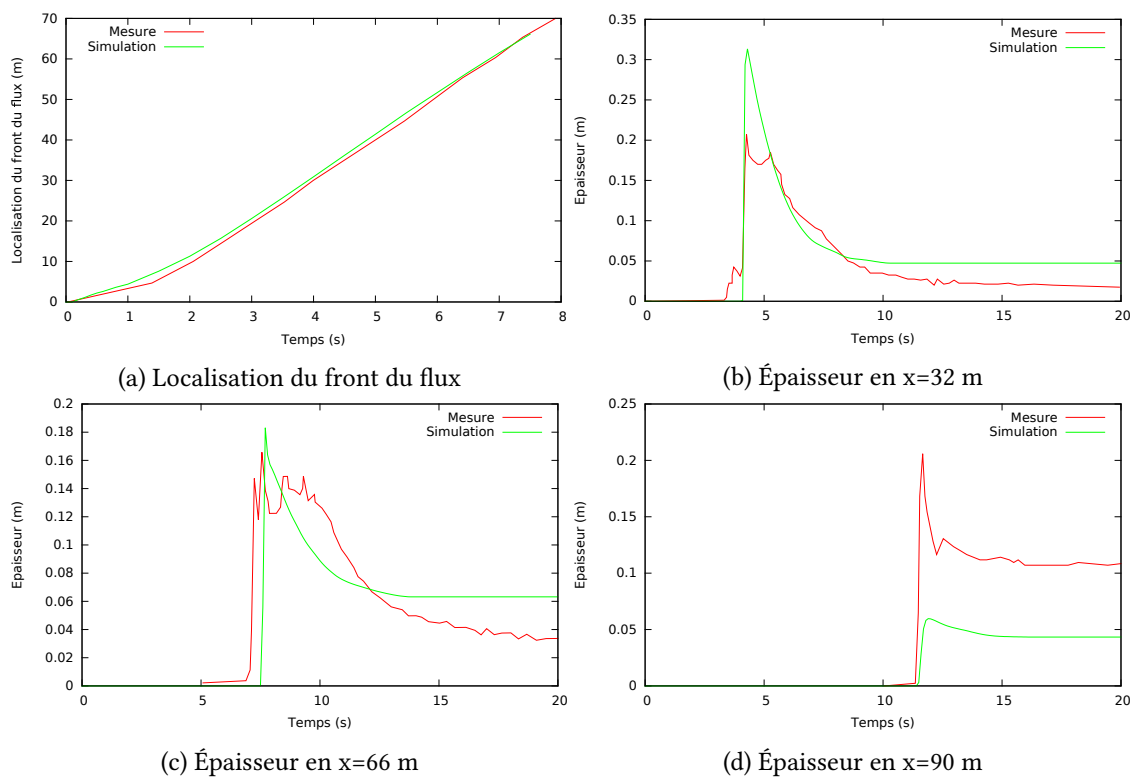 Localisation du front du flux (m)
70
60
50
40
30
20
10
0
Mesure
Simulation
0 1 2 3 4 5 6 7 8
Temps (s)
(a) Localisation du front du flux
Epaisseur (m)
0.35
0.3
0.25
0.2
0.15
0.1
0.05
0
Mesure
Simulation
0 5 10 15 20
Temps (s)
(b) Épaisseur en x=32 m
Epaisseur (m)
0.2
0.18
0.16
0.14
0.12
0.1
0.08
0.06
0.04
0.02
0
Mesure
Simulation
0 5 10 15 20
Temps (s)
(c) Épaisseur en x=66 m
Epaisseur (m)
0.25
0.2
0.15
0.1
0.05
0
Mesure
Simulation
0 5 10 15 20
Temps (s)
(d) Épaisseur en x=90 m